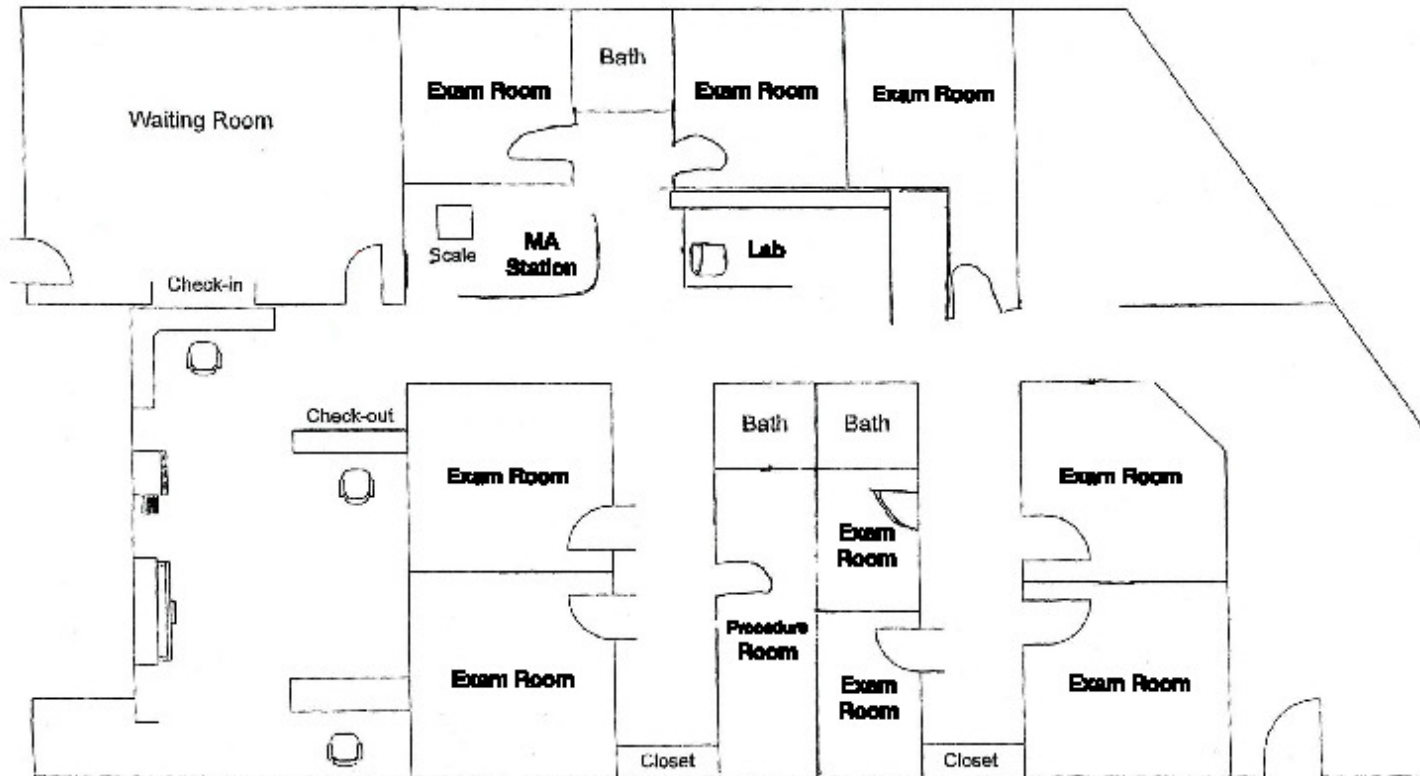 Bath
Exam Room
Exam Room
Exam Room
Waiting Room
MA
Station
Lab
Scale
Check-in
Check-out
Bath
Bath
Exam Room
Exam Room
Exam
Room
Procedure
Room
Exam Room
Exam
Room
Exam Room
Closet
Closet